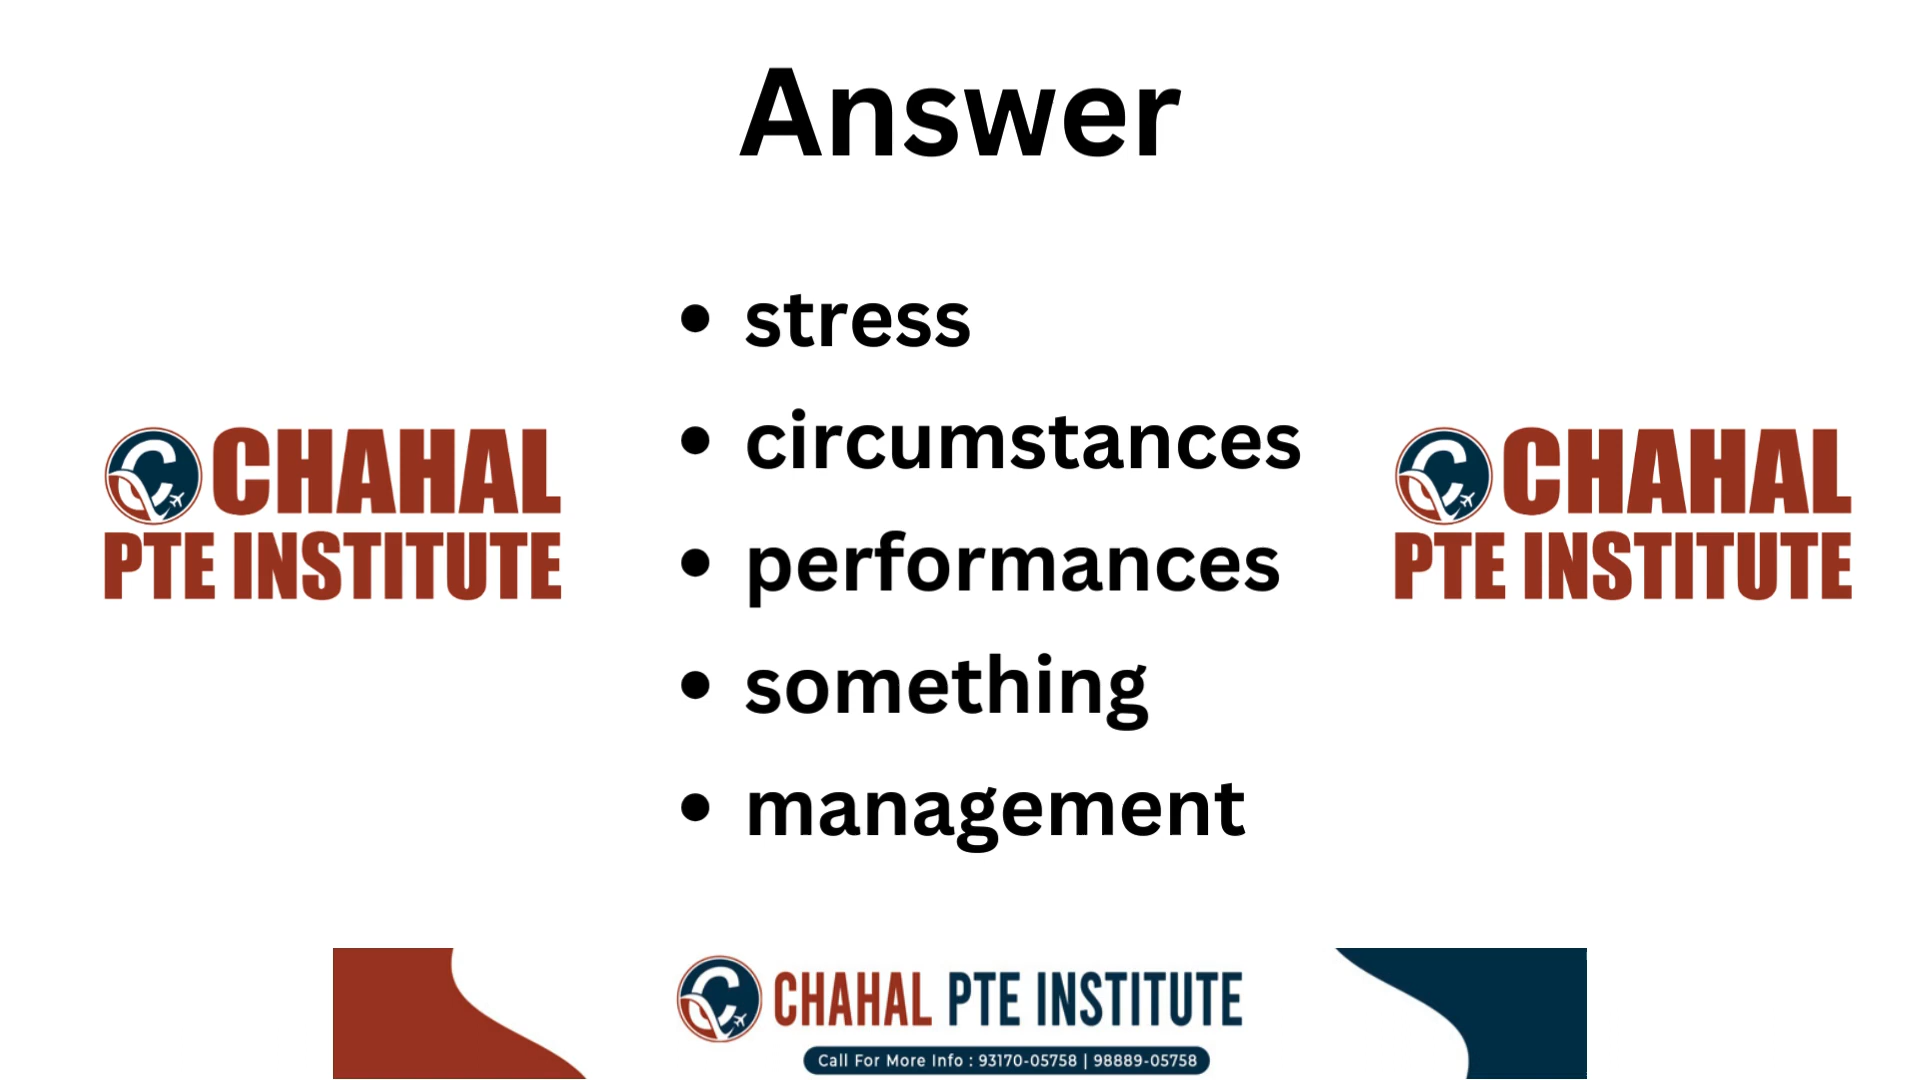 Answer
• stress
• circumstances
• performances
• something
• management
CHAHAL
PTE INSTITUTE
CHAHAL
PTE INSTITUTE
CHAHAL PTE INSTITUTE
Call For More Info : 93170-05758 | 98889-05758